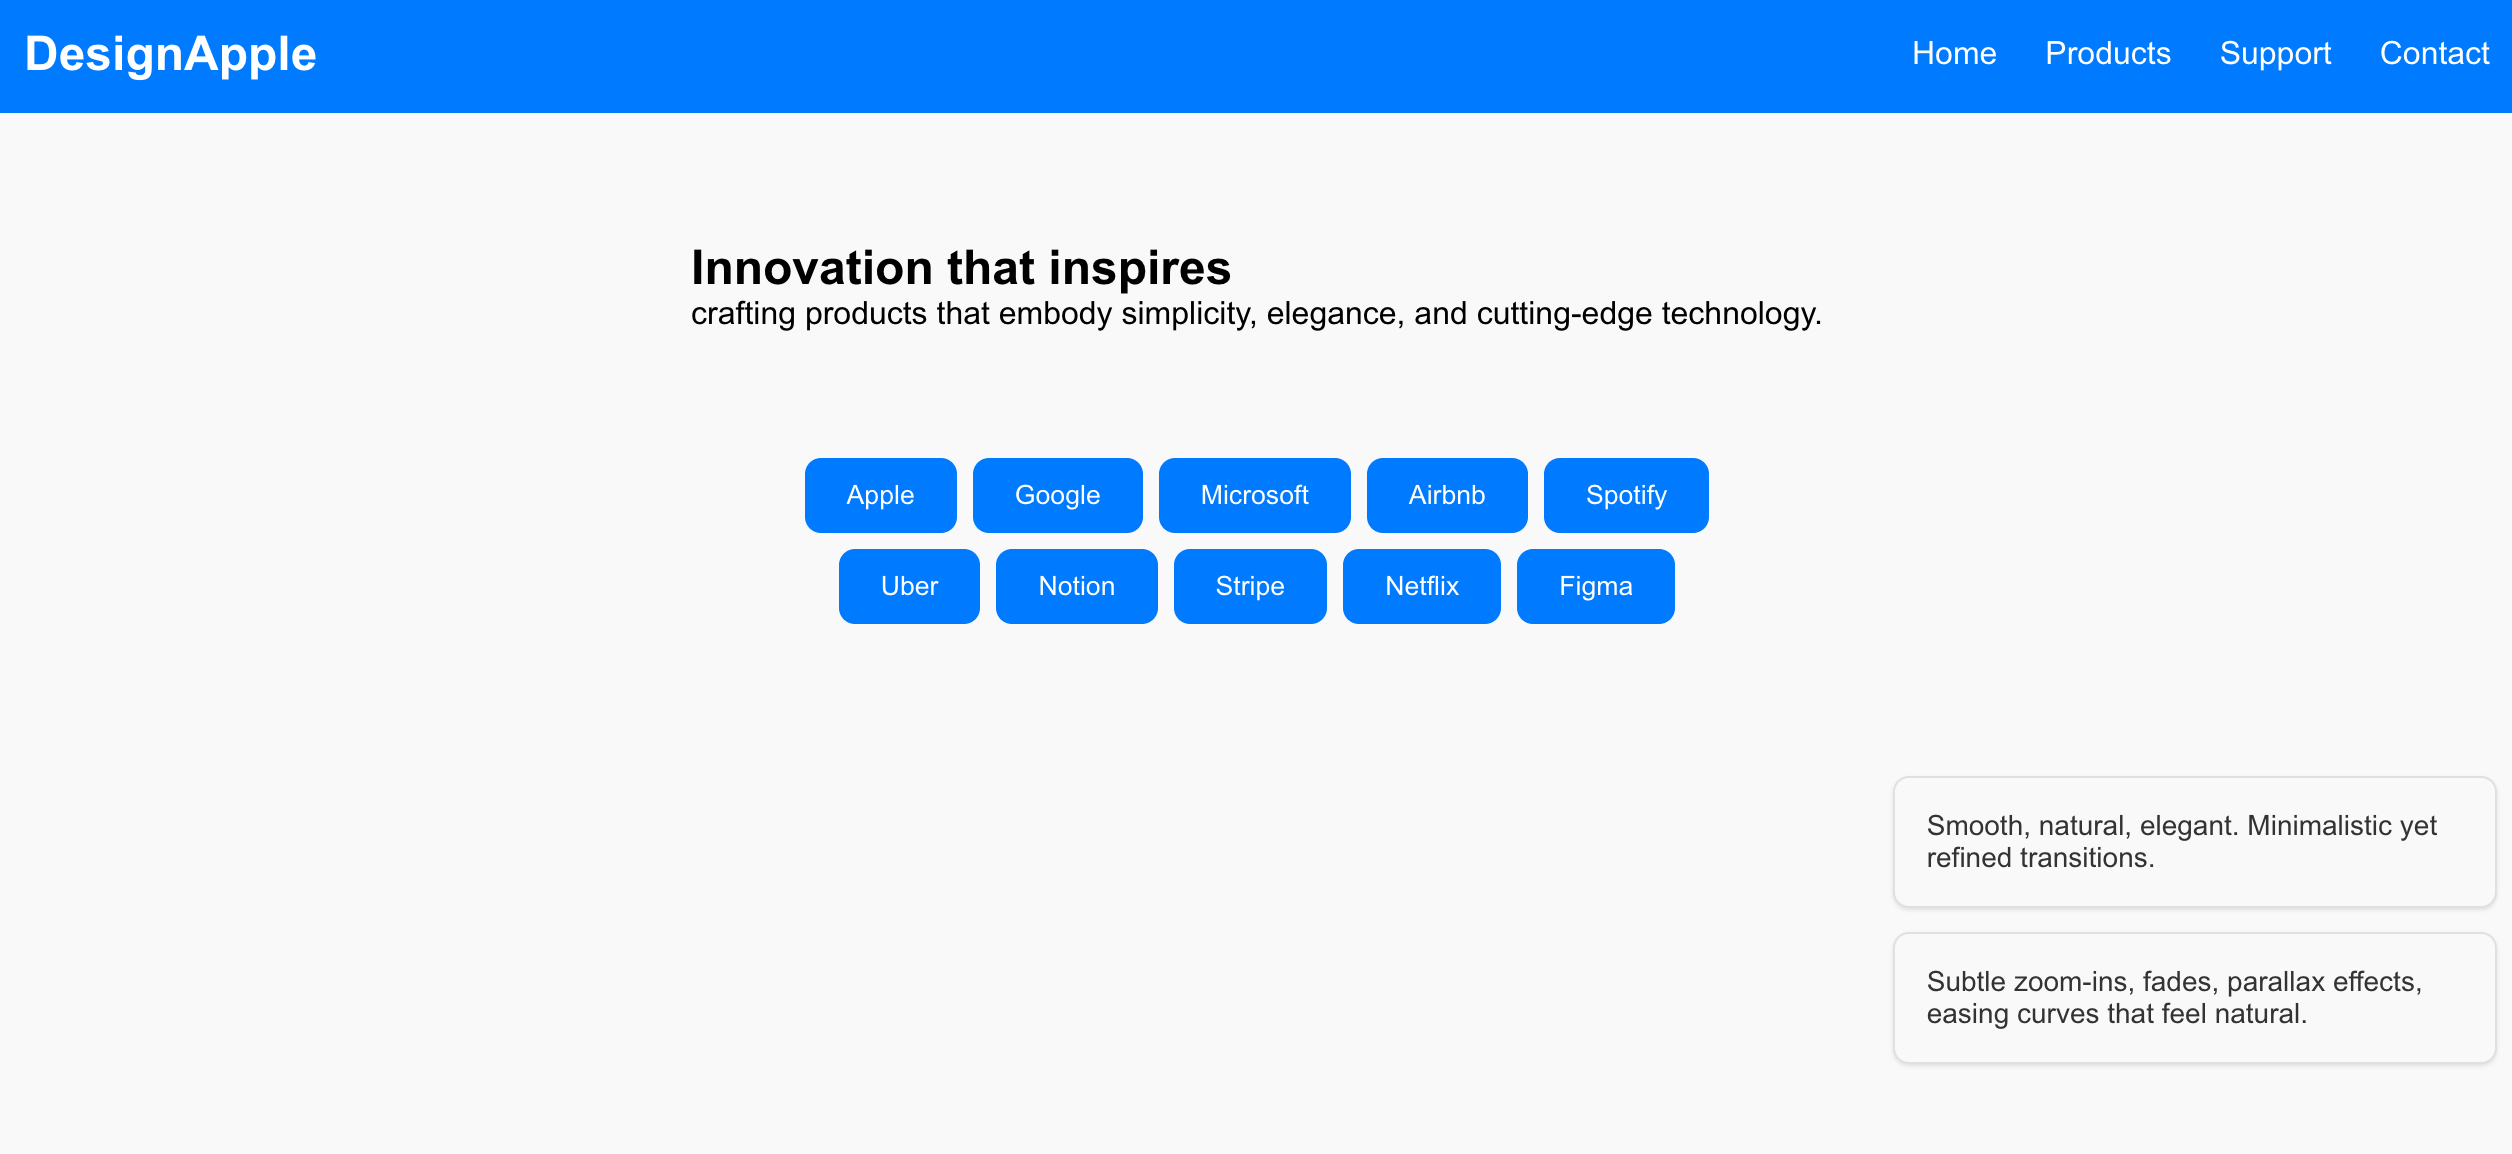 DesignApple
Home Products Support Contact
Innovation that inspires
crafting products that embody simplicity, elegance, and cutting-edge technology.
Apple Google Microsoft Airbnb Spotify
Uber Notion Stripe Netflix Figma
Smooth, natural, elegant. Minimalistic yet
refined transitions.
Subtle zoom-ins, fades, parallax effects,
easing curves that feel natural.